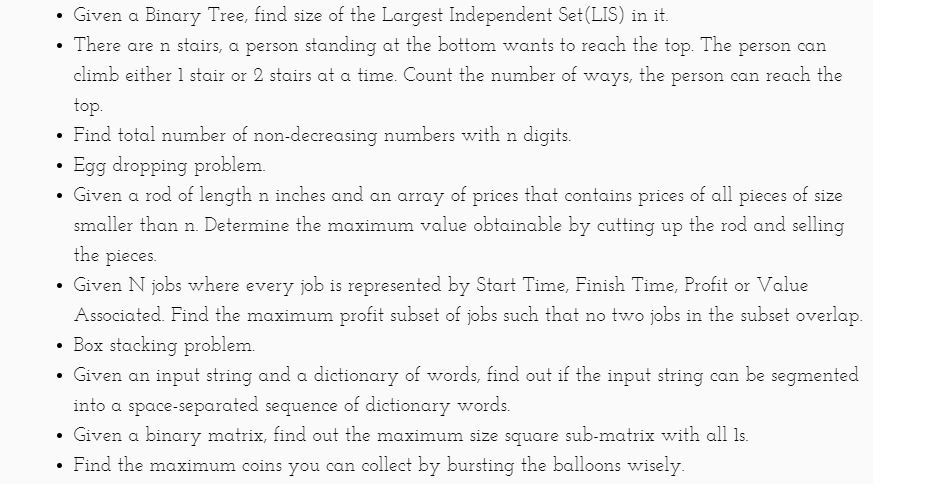 • Given a Binary Tree, find size of the Largest Independent Set(LIS) in it.
• There are n stairs, a person standing at the bottom wants to reach the top. The person can
climb either 1 stair or 2 stairs at a time. Count the number of ways, the person can reach the
top.
• Find total number of non-decreasing numbers with n digits.
• Egg dropping problem.
• Given a rod of length n inches and an array of prices that contains prices of all pieces of size
smaller than n. Determine the maximum value obtainable by cutting up the rod and selling
the pieces.
• Given N jobs where every job is represented by Start Time, Finish Time, Profit or Value
Associated. Find the maximum profit subset of jobs such that no two jobs in the subset overlap.
• Box stacking problem.
• Given an input string and a dictionary of words, find out if the input string can be segmented
into a space-separated sequence of dictionary words.
• Given a binary matrix, find out the maximum size square sub-matrix with all 1s.
• Find the maximum coins you can collect by bursting the balloons wisely.